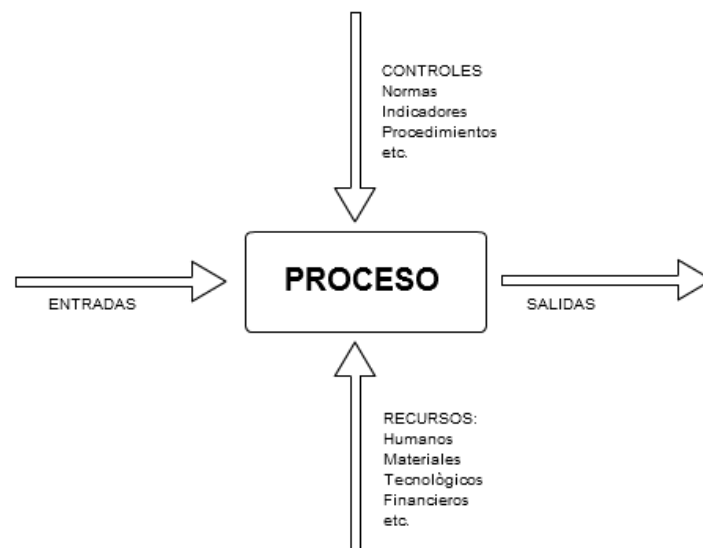 CONTROLES
Normas
Indicadores
Procedimientos
etc.
PROCESO
ENTRADAS
SALIDAS
RECURSOS:
Humanos
Materiales
Tecnològicos
Financieros
etc.